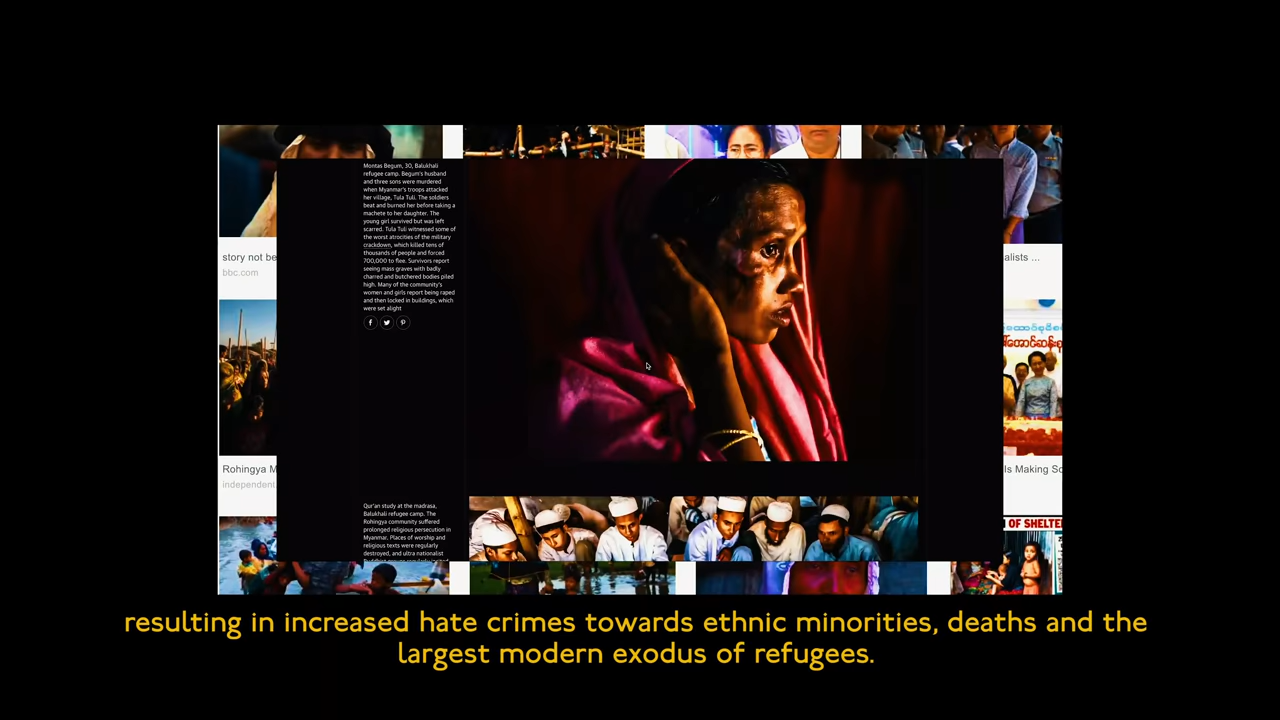 Montas Begum, 30, Balukhali
refugee camp. Begum's husband
and three sons were murdered
when Myanmar's troops attacked
her village, Tula Tuli. The soldiers
beat and burned her before taking a
machete to her daughter. The
young girl survived but was left
scarred. Tula Tuli witnessed some of
the worst atrocities of the military
crackdown, which killed tens of
thousands of people and forced
700,000 to flee. Survivors report
seeing mass graves with badly
charred and butchered bodies piled
high. Many of the community's
women and girls report being raped
and then locked in buildings, which
were set alight
story not be
bbc.com
alists ...
Rohingya M
independent
ls Making So
OF SHELTE
Qur'an study at the madrasa,
Balukhali refugee camp. The
Rohingya community suffered
prolonged religious persecution in
Myanmar. Places of worship and
religious texts were regularly
destroyed, and ultra nationalist
resulting in increased hate crimes towards ethnic minorities, deaths and the
largest modern exodus of refugees.